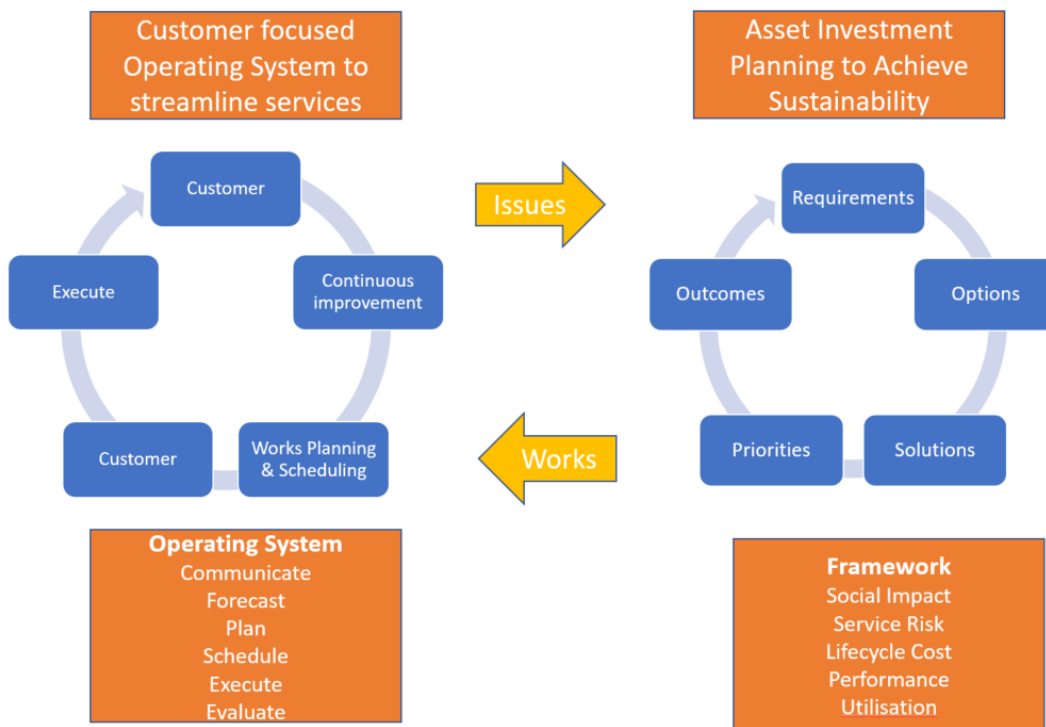 Customer focused
Operating System to
streamline services
Asset Investment
Planning to Achieve
Sustainability
Customer
Continuous
improvement
Works Planning
& Scheduling
Customer
Execute
Issues
Works
Requirements
Options
Solutions
Priorities
Outcomes
Operating System
Communicate
Forecast
Plan
Schedule
Execute
Evaluate
Framework
Social Impact
Service Risk
Lifecycle Cost
Performance
Utilisation